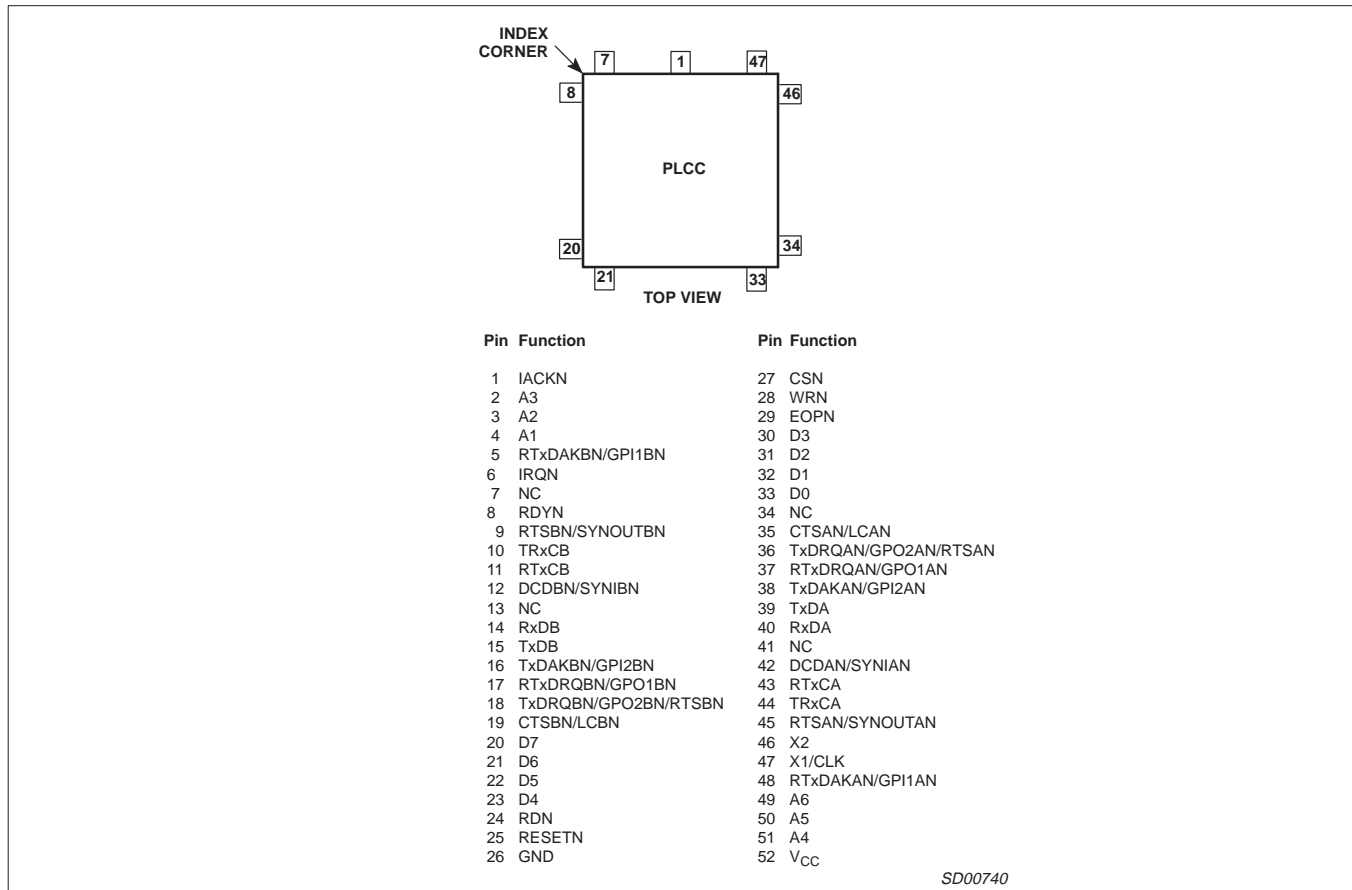 INDEX
CORNER
7 1 47
8 46
PLCC
20 34
21 33
TOP VIEW
Pin Function
1 IACKN
2 A3
3 A2
4 A1
5 RTxDAKBN/GPI1BN
6 IRQN
7 NC
8 RDYN
9 RTSBN/SYNOUTBN
10 TRxCB
11 RTxCB
12 DCDBN/SYNIBN
13 NC
14 RxDB
15 TxDB
16 TxDAKBN/GPI2BN
17 RTxDRQBN/GPO1BN
18 TxDRQBN/GPO2BN/RTSBN
19 CTSBN/LCBN
20 D7
21 D6
22 D5
23 D4
24 RDN
25 RESETN
26 GND
Pin Function
27 CSN
28 WRN
29 EOPN
30 D3
31 D2
32 D1
33 D0
34 NC
35 CTSAN/LCAN
36 TxDRQAN/GPO2AN/RTSAN
37 RTxDRQAN/GPO1AN
38 TxDAKAN/GPI2AN
39 TxDA
40 RxDA
41 NC
42 DCDAN/SYNIAN
43 RTxCA
44 TRxCA
45 RTSAN/SYNOUTAN
46 X2
47 X1/CLK
48 RTxDAKAN/GPI1AN
49 A6
50 A5
51 A4
52 VCC
SD00740